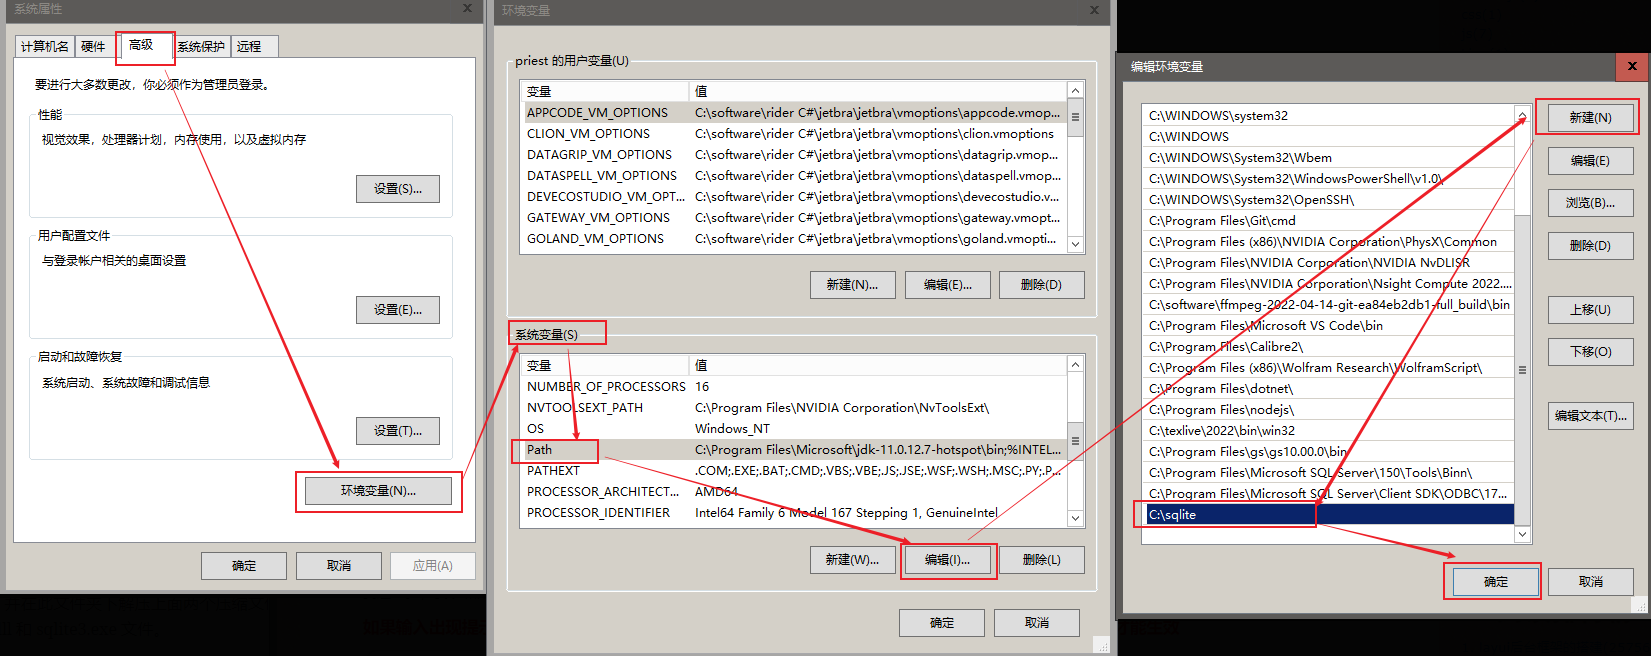 系统属性
计算机名 硬件 高级 系统保护 远程
要进行大多数更改，你必须作为管理员登录。
性能
视觉效果，处理器计划，内存使用，以及虚拟内存
设置(S)...
用户配置文件
与登录帐户相关的桌面设置
设置(E)...
启动和故障恢复
系统启动、系统故障和调试信息
设置(T)...
环境变量(N)...
确定 取消 应用(A)
环境变量
priest 的用户变量(U)
变量 值
APPCODE_VM_OPTIONS C:\software\rider C#\jetbra\jetbra\vmoptions\appcode.vmop...
CLION_VM_OPTIONS C:\software\rider C#\jetbra\jetbra\vmoptions\clion.vmoptions
DATAGRIP_VM_OPTIONS C:\software\rider C#\jetbra\jetbra\vmoptions\datagrip.vmop...
DATASPELL_VM_OPTIONS C:\software\rider C#\jetbra\jetbra\vmoptions\dataspell.vmop...
DEVECOSTUDIO_VM_OPT... C:\software\rider C#\jetbra\jetbra\vmoptions\devecostudio.v...
GATEWAY_VM_OPTIONS C:\software\rider C#\jetbra\jetbra\vmoptions\gateway.vmopt...
GOLAND_VM_OPTIONS C:\software\rider C#\jetbra\jetbra\vmoptions\goland.vmopti...
新建(N)... 编辑(E)... 删除(D)
系统变量(S)
变量 值
NUMBER_OF_PROCESSORS 16
NVTOOLSEXT_PATH C:\Program Files\NVIDIA Corporation\NvToolsExt\
OS Windows_NT
Path C:\Program Files\Microsoft\jdk-11.0.12.7-hotspot\bin;%INTEL...
PATHEXT .COM;.EXE;.BAT;.CMD;.VBS;.VBE;.JS;.JSE;.WSF;.WSH;.MSC;.PY;.P...
PROCESSOR_ARCHITECT... AMD64
PROCESSOR_IDENTIFIER Intel64 Family 6 Model 167 Stepping 1, GenuineIntel
新建(W)... 编辑(I)... 删除(L)
确定 取消
编辑环境变量
C:\WINDOWS\system32
C:\WINDOWS
C:\WINDOWS\System32\Wbem
C:\WINDOWS\System32\WindowsPowerShell\v1.0\
C:\WINDOWS\System32\OpenSSH\
C:\Program Files\Git\cmd
C:\Program Files (x86)\NVIDIA Corporation\PhysX\Common
C:\Program Files\NVIDIA Corporation\NVIDIA NvDLISR
C:\Program Files\NVIDIA Corporation\Nsight Compute 2022....
C:\software\ffmpeg-2022-04-14-git-ea84eb2db1-full_build\bin
C:\Program Files\Microsoft VS Code\bin
C:\Program Files\Calibre2\
C:\Program Files (x86)\Wolfram Research\WolframScript\
C:\Program Files\dotnet\
C:\Program Files\nodejs\
C:\texlive\2022\bin\win32
C:\Program Files\gs\gs10.00.0\bin
C:\Program Files\Microsoft SQL Server\150\Tools\Binn\
C:\Program Files\Microsoft SQL Server\Client SDK\ODBC\17...
C:\sqlite
新建(N)
编辑(E)
浏览(B)...
删除(D)
上移(U)
下移(O)
编辑文本(T)...
确定 取消